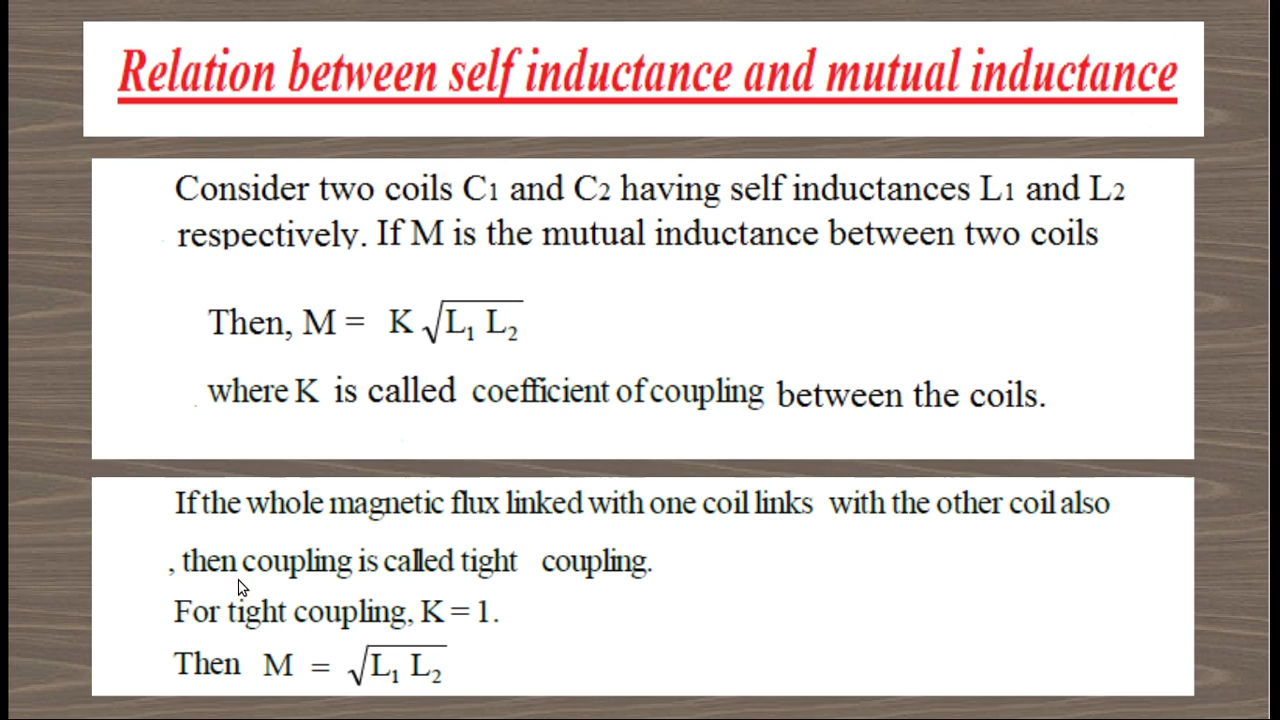 Relation between self inductance and mutual inductance
Consider two coils C1 and C2 having self inductances L1 and L2
respectively. If M is the mutual inductance between two coils
Then, M = K √L₁ L₂
where K is called coefficient of coupling between the coils.
If the whole magnetic flux linked with one coil links with the other coil also
, then coupling is called tight coupling.
For tight coupling, K = 1.
Then M = √L₁ L₂